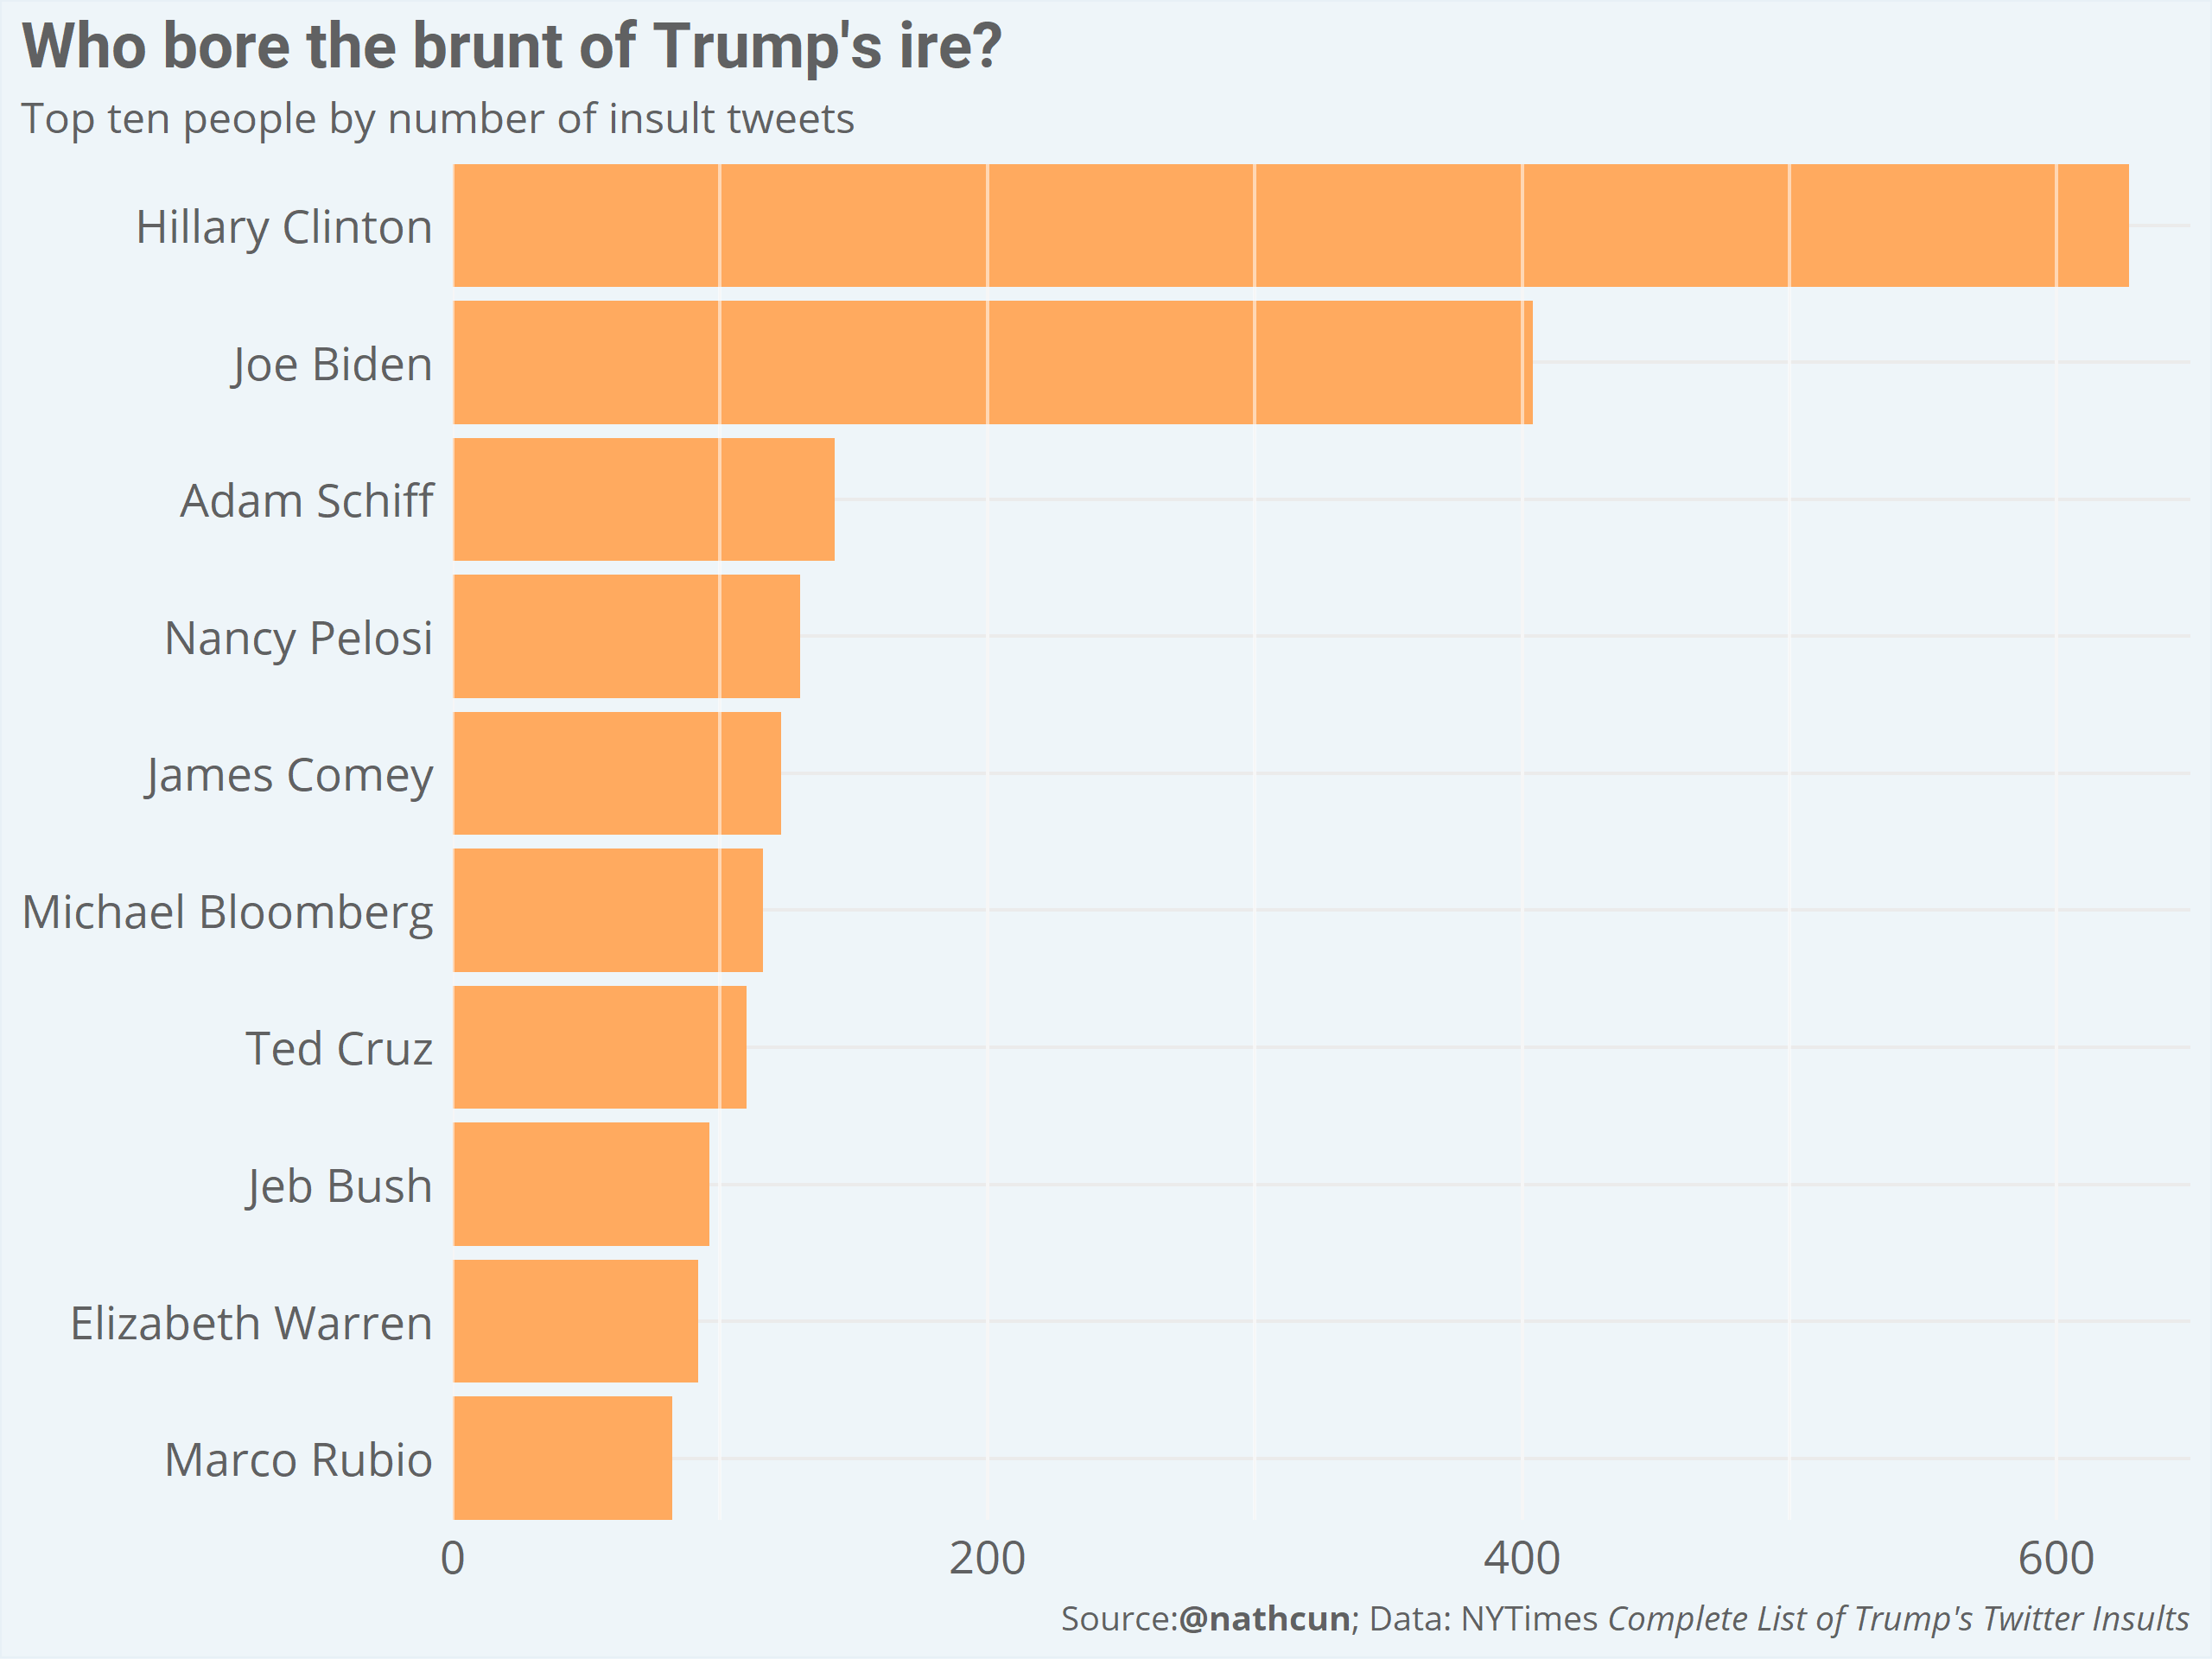 Who bore the brunt of Trump's ire?
Top ten people by number of insult tweets
Hillary Clinton
Joe Biden
Adam Schiff
Nancy Pelosi
James Comey
Michael Bloomberg
Ted Cruz
Jeb Bush
Elizabeth Warren
Marco Rubio
0 200 400 600
Source:@nathcun; Data: NYTimes Complete List of Trump's Twitter Insults